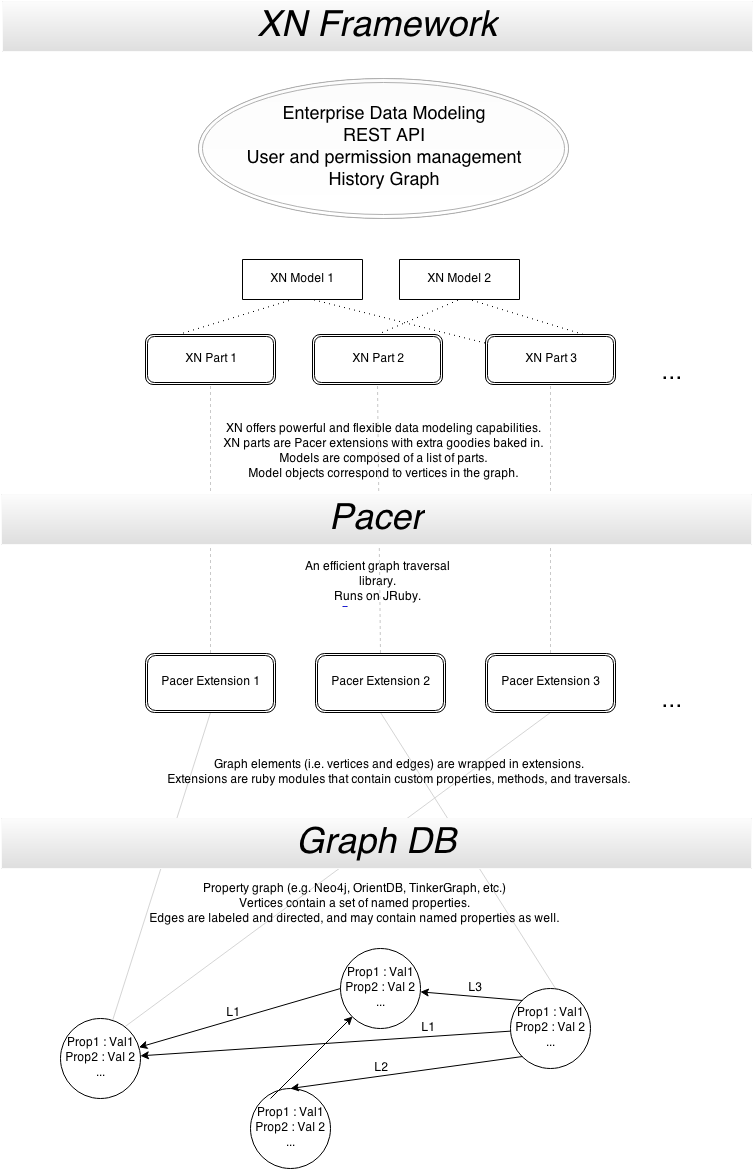 XN Framework
Enterprise Data Modeling
REST API
User and permission management
History Graph
XN Model 1
XN Model 2
XN Part 1
XN Part 2
XN Part 3
...
XN offers powerful and flexible data modeling capabilities.
XN parts are Pacer extensions with extra goodies baked in.
Models are composed of a list of parts.
Model objects correspond to vertices in the graph.
Pacer
An efficient graph traversal
library.
Runs on JRuby.
Pacer Extension 1
Pacer Extension 2
Pacer Extension 3
...
Graph elements (i.e. vertices and edges) are wrapped in extensions.
Extensions are ruby modules that contain custom properties, methods, and traversals.
Graph DB
Property graph (e.g. Neo4j, OrientDB, TinkerGraph, etc.)
Vertices contain a set of named properties.
Edges are labeled and directed, and may contain named properties as well.
Prop1 : Val1
Prop2 : Val 2
...
L3
L1
Prop1 : Val1
Prop2 : Val 2
...
L1
Prop1 : Val1
Prop2 : Val 2
...
L2
Prop1 : Val1
Prop2 : Val 2
...